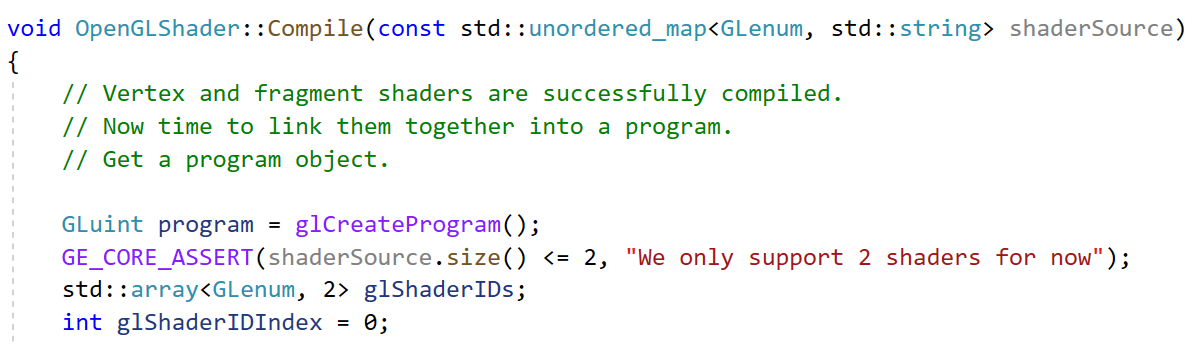 void OpenGLShader::Compile(const std::unordered_map<GLenum, std::string> shaderSource)
{
// Vertex and fragment shaders are successfully compiled.
// Now time to link them together into a program.
// Get a program object.
GLuint program = glCreateProgram();
GE_CORE_ASSERT(shaderSource.size() <= 2, "We only support 2 shaders for now");
std::array<GLenum, 2> glShaderIDs;
int glShaderIDIndex = 0;